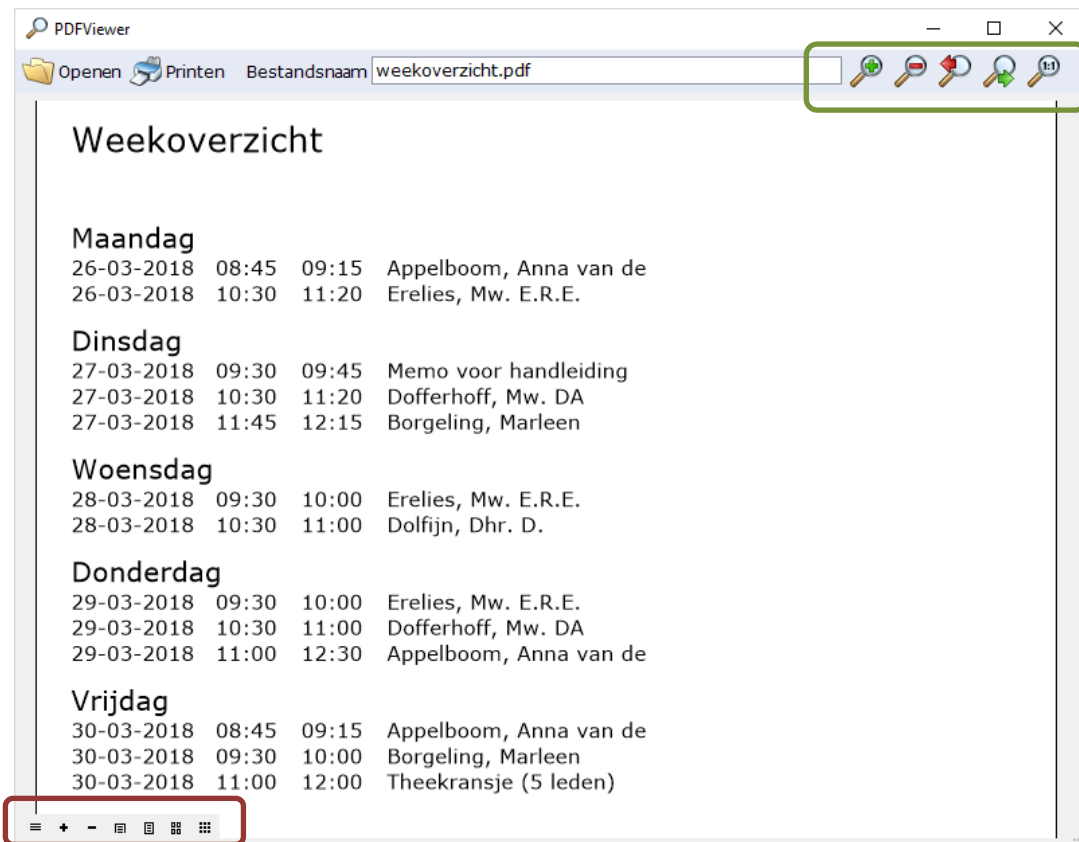 PDFViewer
Openen Printen Bestandsnaam weekoverzicht.pdf 1:1
Weekoverzicht
Maandag
26-03-2018 08:45 09:15 Appelboom, Anna van de
26-03-2018 10:30 11:20 Erelies, Mw. E.R.E.
Dinsdag
27-03-2018 09:30 09:45 Memo voor handleiding
27-03-2018 10:30 11:20 Dofferhoff, Mw. DA
27-03-2018 11:45 12:15 Borgeling, Marleen
Woensdag
28-03-2018 09:30 10:00 Erelies, Mw. E.R.E.
28-03-2018 10:30 11:00 Dolfijn, Dhr. D.
Donderdag
29-03-2018 09:30 10:00 Erelies, Mw. E.R.E.
29-03-2018 10:30 11:00 Dofferhoff, Mw. DA
29-03-2018 11:00 12:30 Appelboom, Anna van de
Vrijdag
30-03-2018 08:45 09:15 Appelboom, Anna van de
30-03-2018 09:30 10:00 Borgeling, Marleen
30-03-2018 11:00 12:00 Theekransje (5 leden)